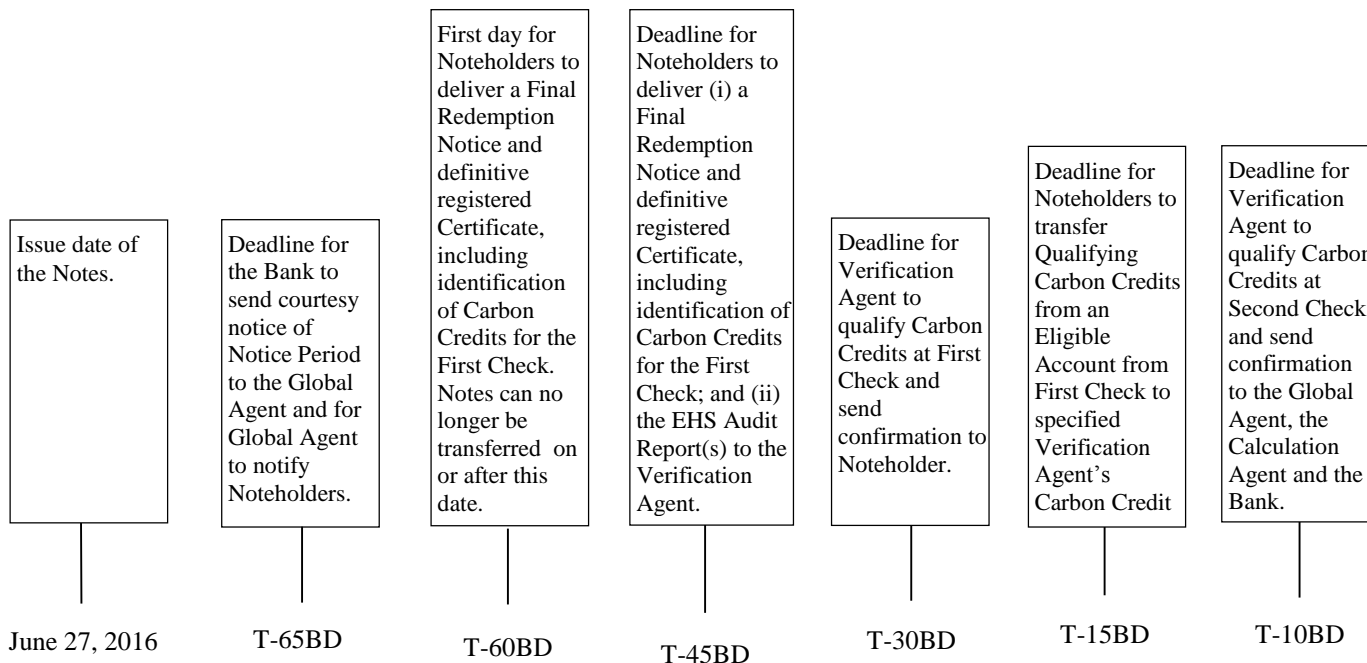 Issue date of
the Notes.
Deadline for
the Bank to
send courtesy
notice of
Notice Period
to the Global
Agent and for
Global Agent
to notify
Noteholders.
First day for
Noteholders to
deliver a Final
Redemption
Notice and
definitive
registered
Certificate,
including
identification
of Carbon
Credits for the
First Check.
Notes can no
longer be
transferred on
or after this
date.
Deadline for
Noteholders to
deliver (i) a
Final
Redemption
Notice and
definitive
registered
Certificate,
including
identification of
Carbon Credits
for the First
Check; and (ii)
the EHS Audit
Report(s) to the
Verification
Agent.
Deadline for
Verification
Agent to
qualify Carbon
Credits at First
Check and
send
confirmation to
Noteholder.
Deadline for
Noteholders to
transfer
Qualifying
Carbon Credits
from an
Eligible
Account from
First Check to
specified
Verification
Agent's
Carbon Credit
Deadline for
Verification
Agent to
qualify Carbon
Credits at
Second Check
and send
confirmation
to the Global
Agent, the
Calculation
Agent and the
Bank.
June 27, 2016
T-65BD
T-60BD
T-45BD
T-30BD
T-15BD
T-10BD